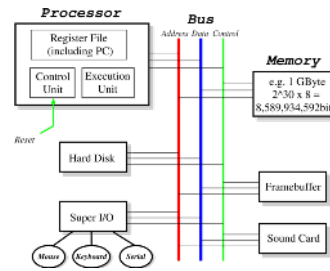 Processor
Bus
Address Data Control
Register File
(including PC)
Control
Unit
Execution
Unit
Reset
Memory
e.g. 1 GByte
2^30 x 8 =
8,589,934,592bit
Hard Disk
Framebuffer
Super I/O
Sound Card
Mouse
Keyboard
Serial